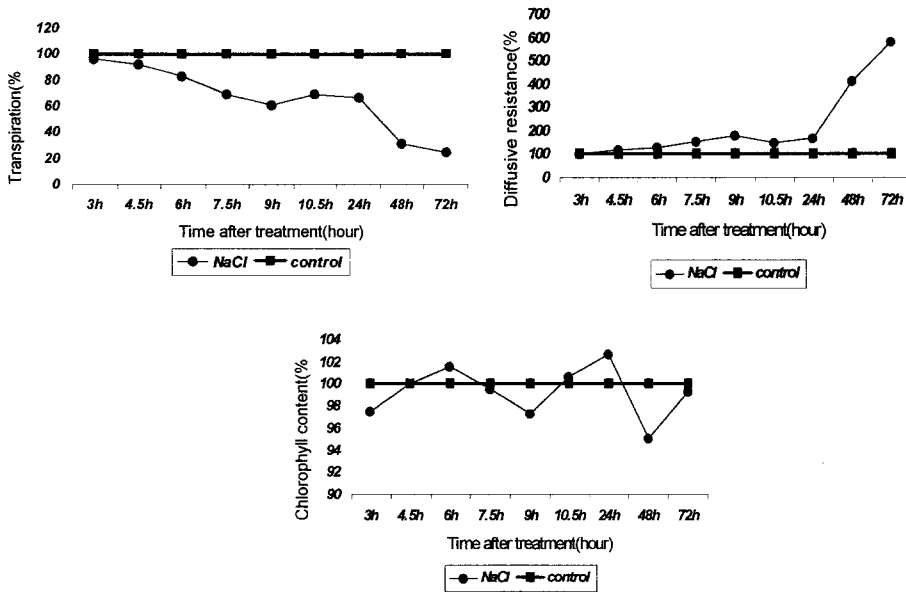 Transpiration(%
120
100
80
60
40
20
0
3h 4.5h 6h 7.5h 9h 10.5h 24h 48h 72h
Time after treatment(hour)
NaCl control
Diffusive resistance(%
700
600
500
400
300
200
100
100
3h 4.5h 6h 7.5h 9h 10.5h 24h 48h 72h
Time after treatment(hour)
NaCl control
Chlorophyll content(%
104
102
100
98
96
94
92
90
3h 4.5h 6h 7.5h 9h 10.5h 24h 48h 72h
Time after treatment(hour)
NaCl control